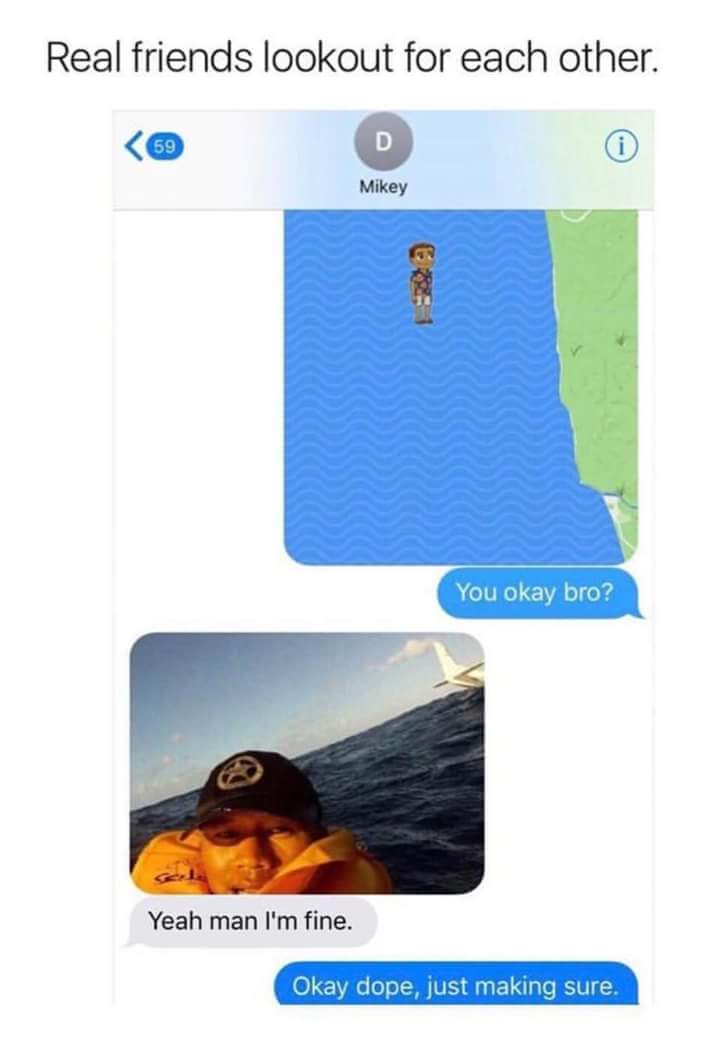 Real friends lookout for each other.
59
D
i
Mikey
You okay bro?
Yeah man I'm fine.
Okay dope, just making sure.